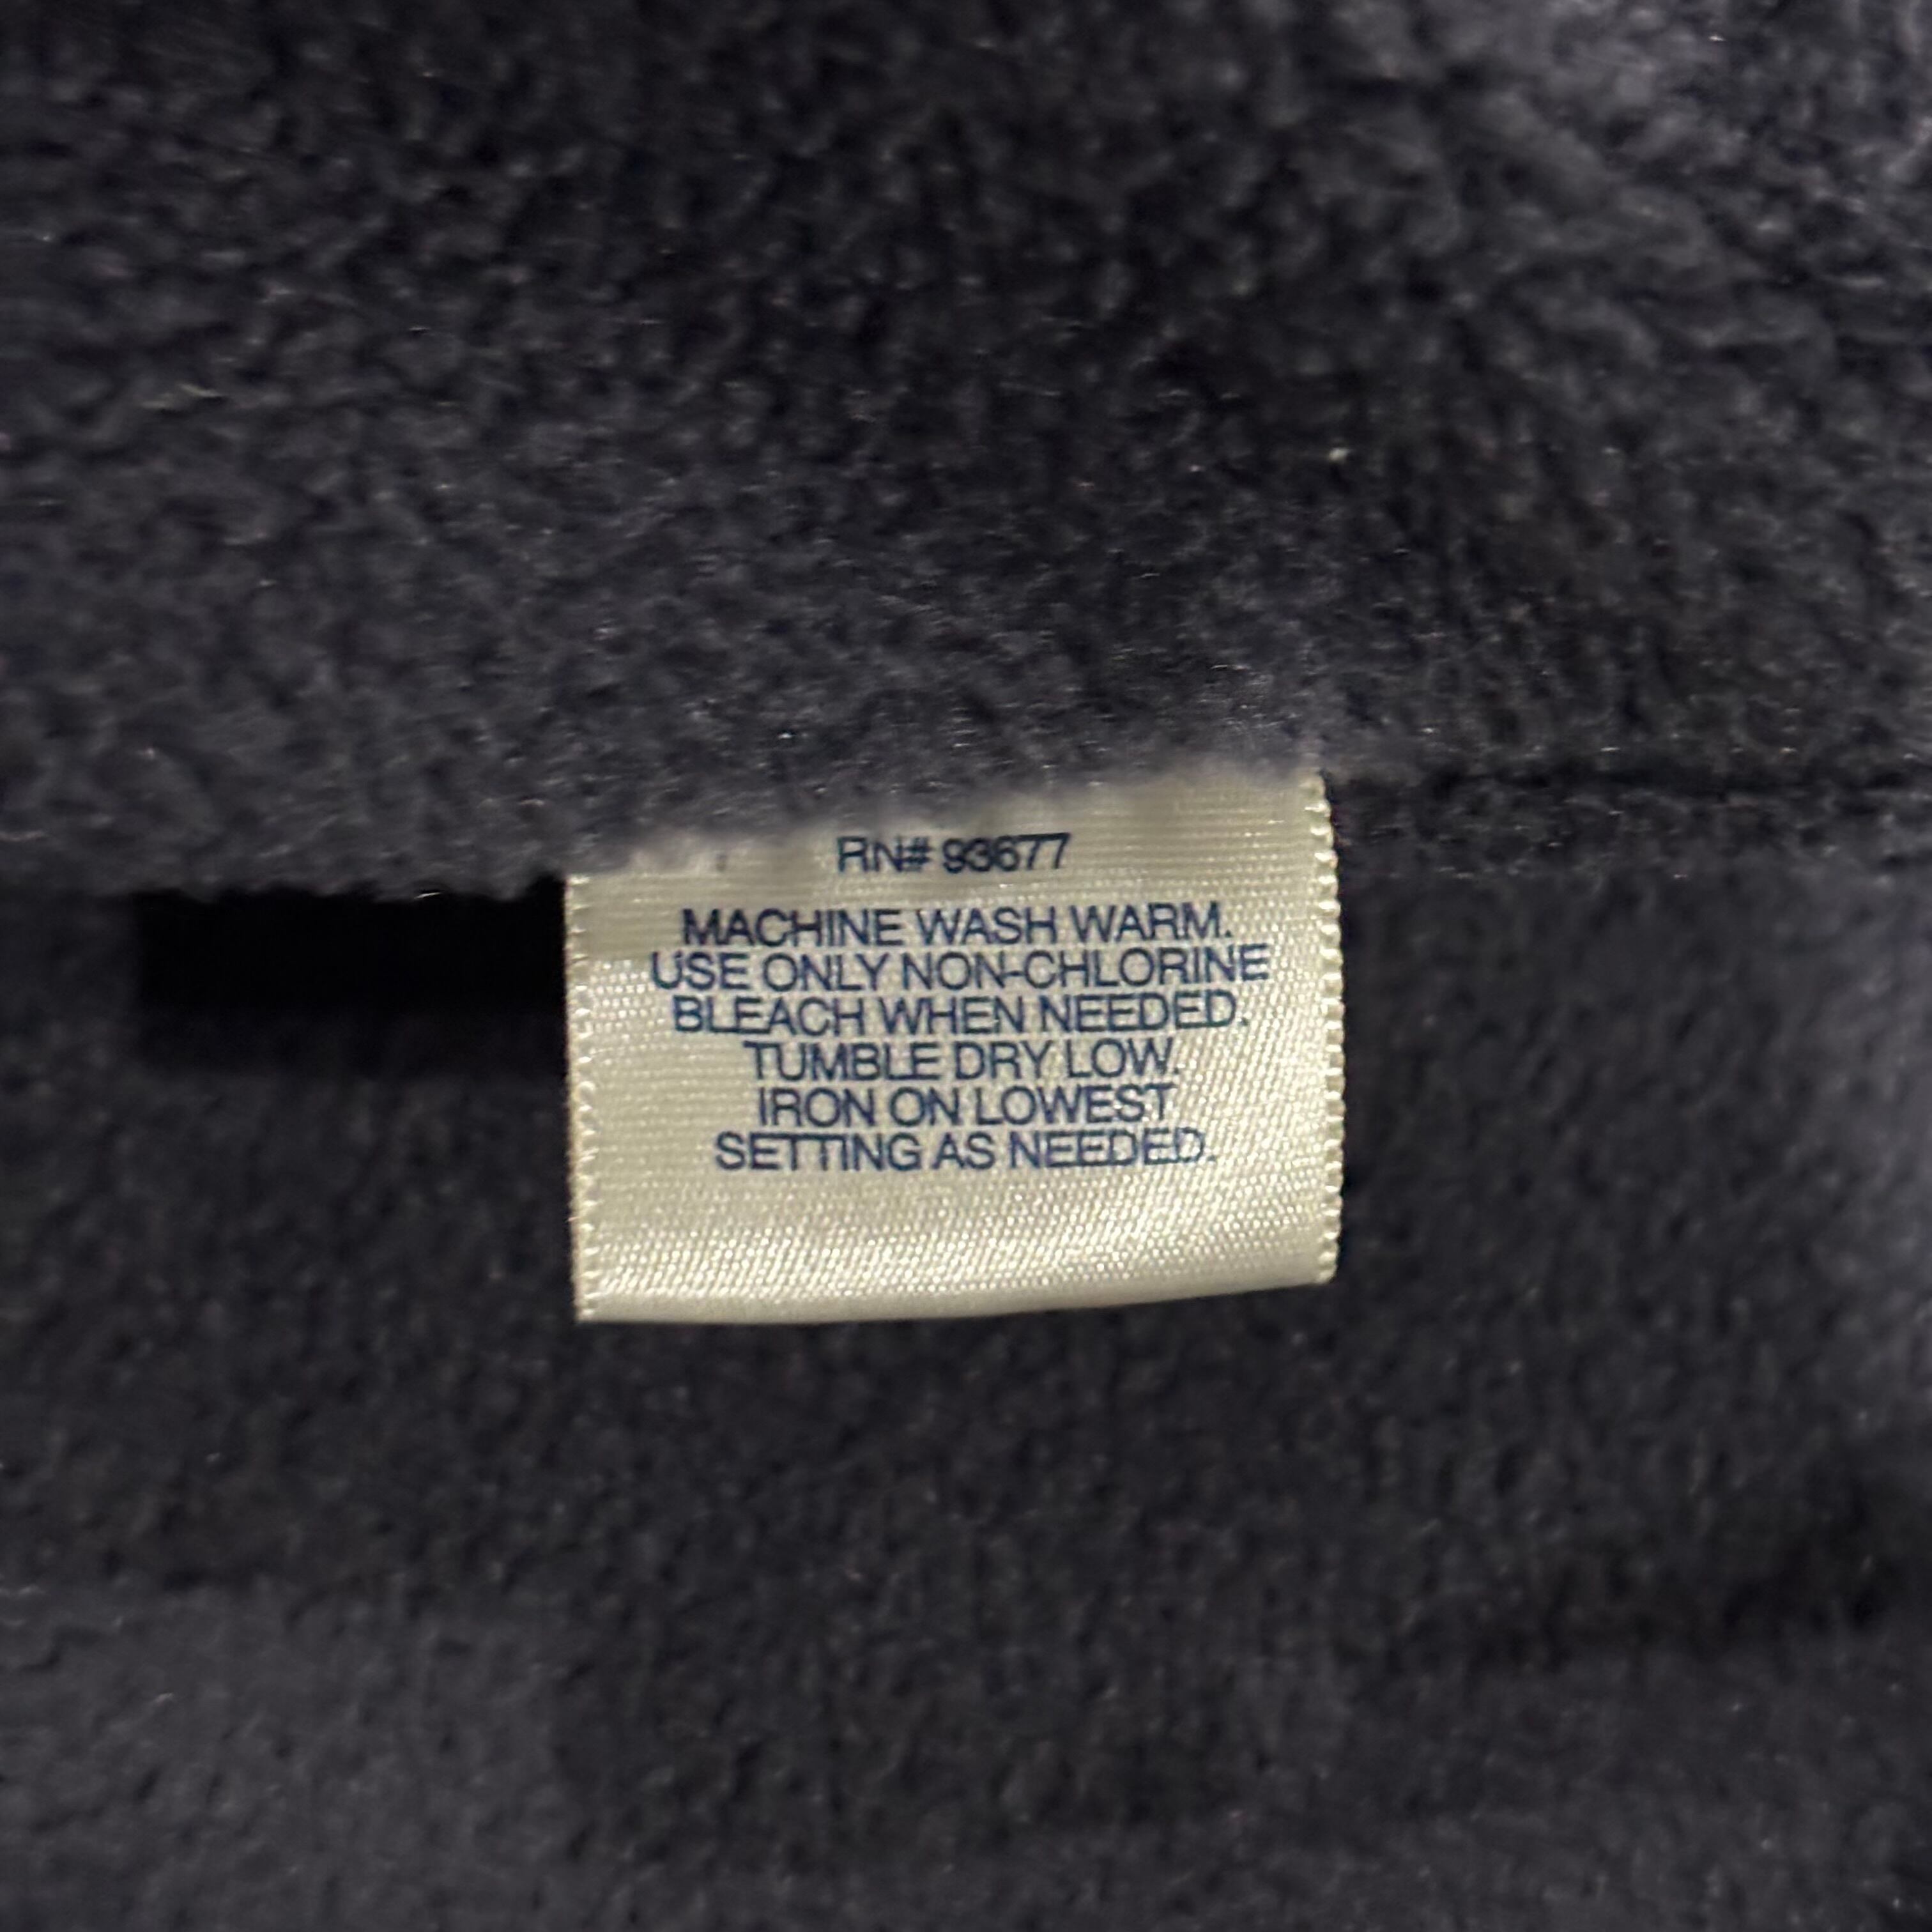 RN# 93677
MACHINE WASH WARM.
USE ONLY NON-CHLORINE
BLEACH WHEN NEEDED.
TUMBLE DRY LOW.
IRON ON LOWEST
SETTING AS NEEDED.